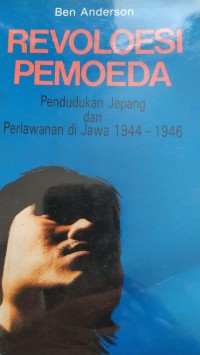 Ben Anderson
REVOLOESI
PEMOEDA
Pendudukan Jepang
dan
Perlawanan di Jawa 1944-1946